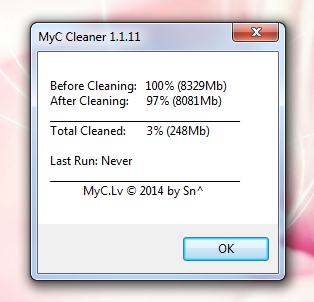 MyC Cleaner 1.1.11
Before Cleaning: 100% (8329Mb)
After Cleaning: 97% (8081Mb)
Total Cleaned: 3% (248Mb)
Last Run: Never
MyC.Lv © 2014 by Sn^
OK